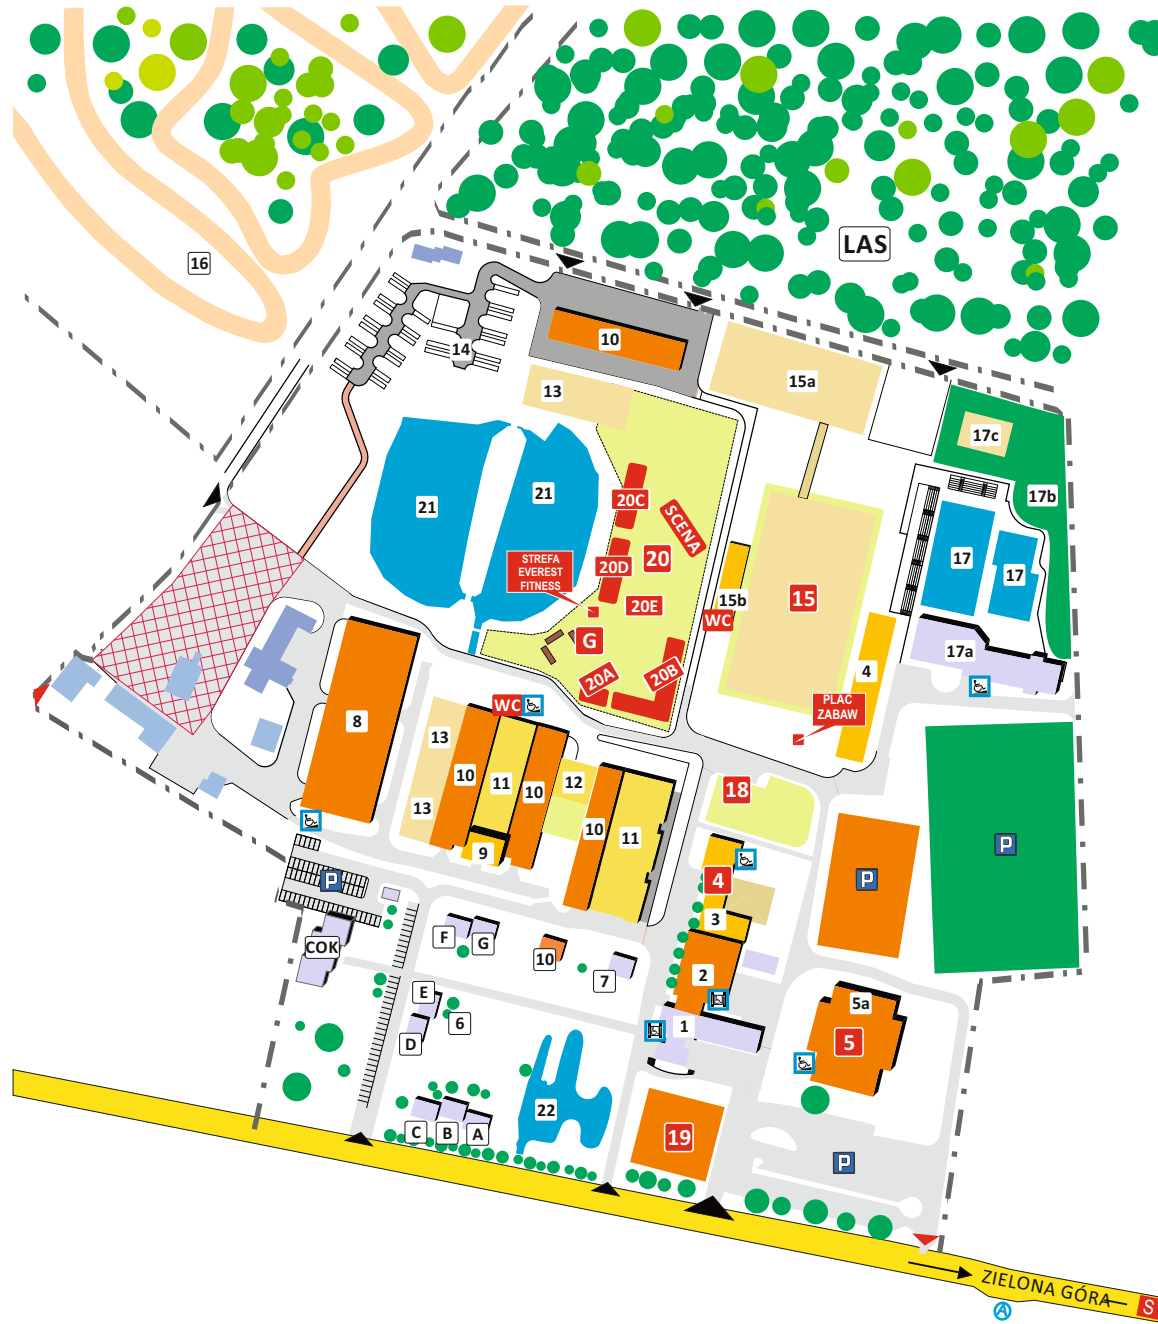 LAS
16
10
14
13
15a
17c
17b
21
21
20C
SCENA
STREFA
EVEREST
FITNESS
20D
20
20E
G
15b
WC
15
17
17
17a
4
20A
20B
PLAC
ZABAW
WC
8
13
10
11
10
12
13
9
10
11
18
P
P
P
4
3
COK
F
G
10
7
2
E
6
D
1
5a
5
22
C
B
A
19
P
ZIELONA GÓRA
A
S